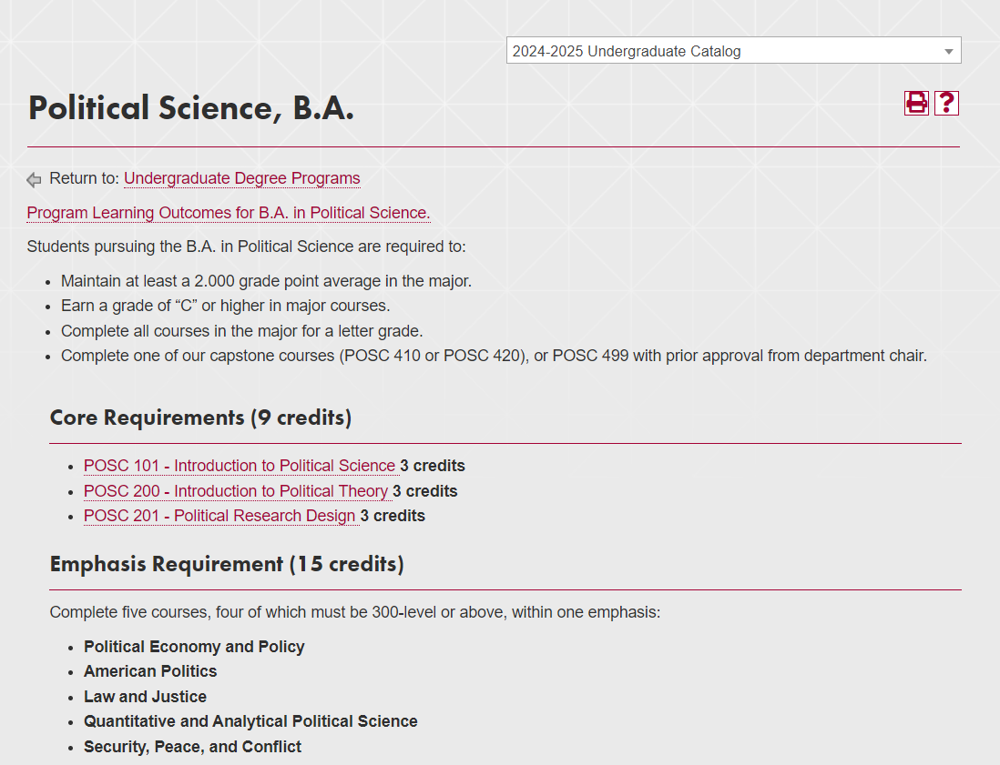 2024-2025 Undergraduate Catalog
Political Science, B.A.
?
Return to: Undergraduate Degree Programs
Program Learning Outcomes for B.A. in Political Science.
Students pursuing the B.A. in Political Science are required to:
• Maintain at least a 2.000 grade point average in the major.
• Earn a grade of “C” or higher in major courses.
• Complete all courses in the major for a letter grade.
• Complete one of our capstone courses (POSC 410 or POSC 420), or POSC 499 with prior approval from department chair.
Core Requirements (9 credits)
• POSC 101 - Introduction to Political Science 3 credits
• POSC 200 - Introduction to Political Theory 3 credits
• POSC 201 - Political Research Design 3 credits
Emphasis Requirement (15 credits)
Complete five courses, four of which must be 300-level or above, within one emphasis:
• Political Economy and Policy
• American Politics
• Law and Justice
• Quantitative and Analytical Political Science
• Security, Peace, and Conflict